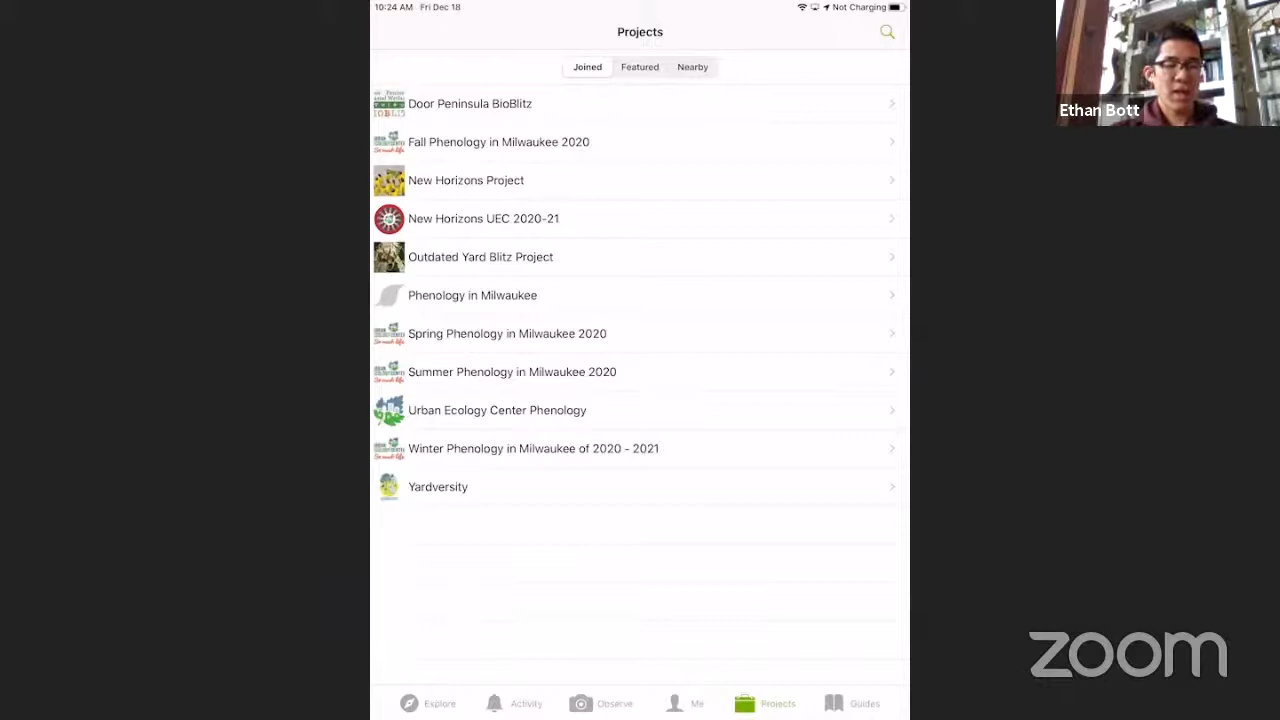 10:24 AM Fri Dec 18
Not Charging
Projects
Joined Featured Nearby
Door Peninsula BioBlitz
Fall Phenology in Milwaukee 2020
New Horizons Project
New Horizons UEC 2020-21
Outdated Yard Blitz Project
Phenology in Milwaukee
Spring Phenology in Milwaukee 2020
Summer Phenology in Milwaukee 2020
Urban Ecology Center Phenology
Winter Phenology in Milwaukee of 2020 - 2021
Yardversity
Explore Activity Observe Me Projects Guides
Ethan Bott
zoom